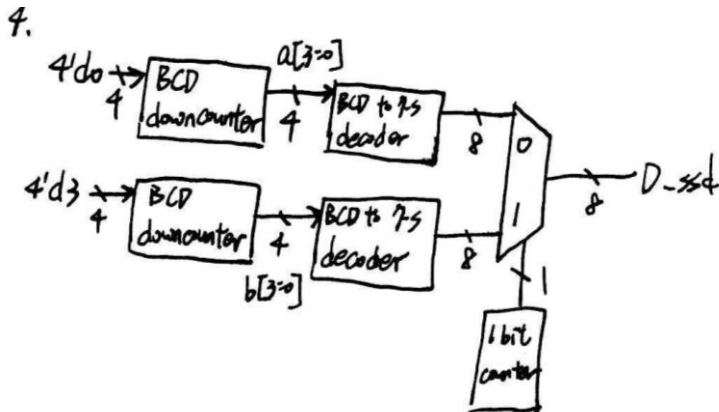 4.
4'd0
4
BCD
downcounter
a[3=0]
4
BCD to 7-s
decoder
8
0
4'd3
4
BCD
downcounter
4
b[3=0]
BCD to 7-s
decoder
8
1
8
D_ssd
1
1 bit
counter